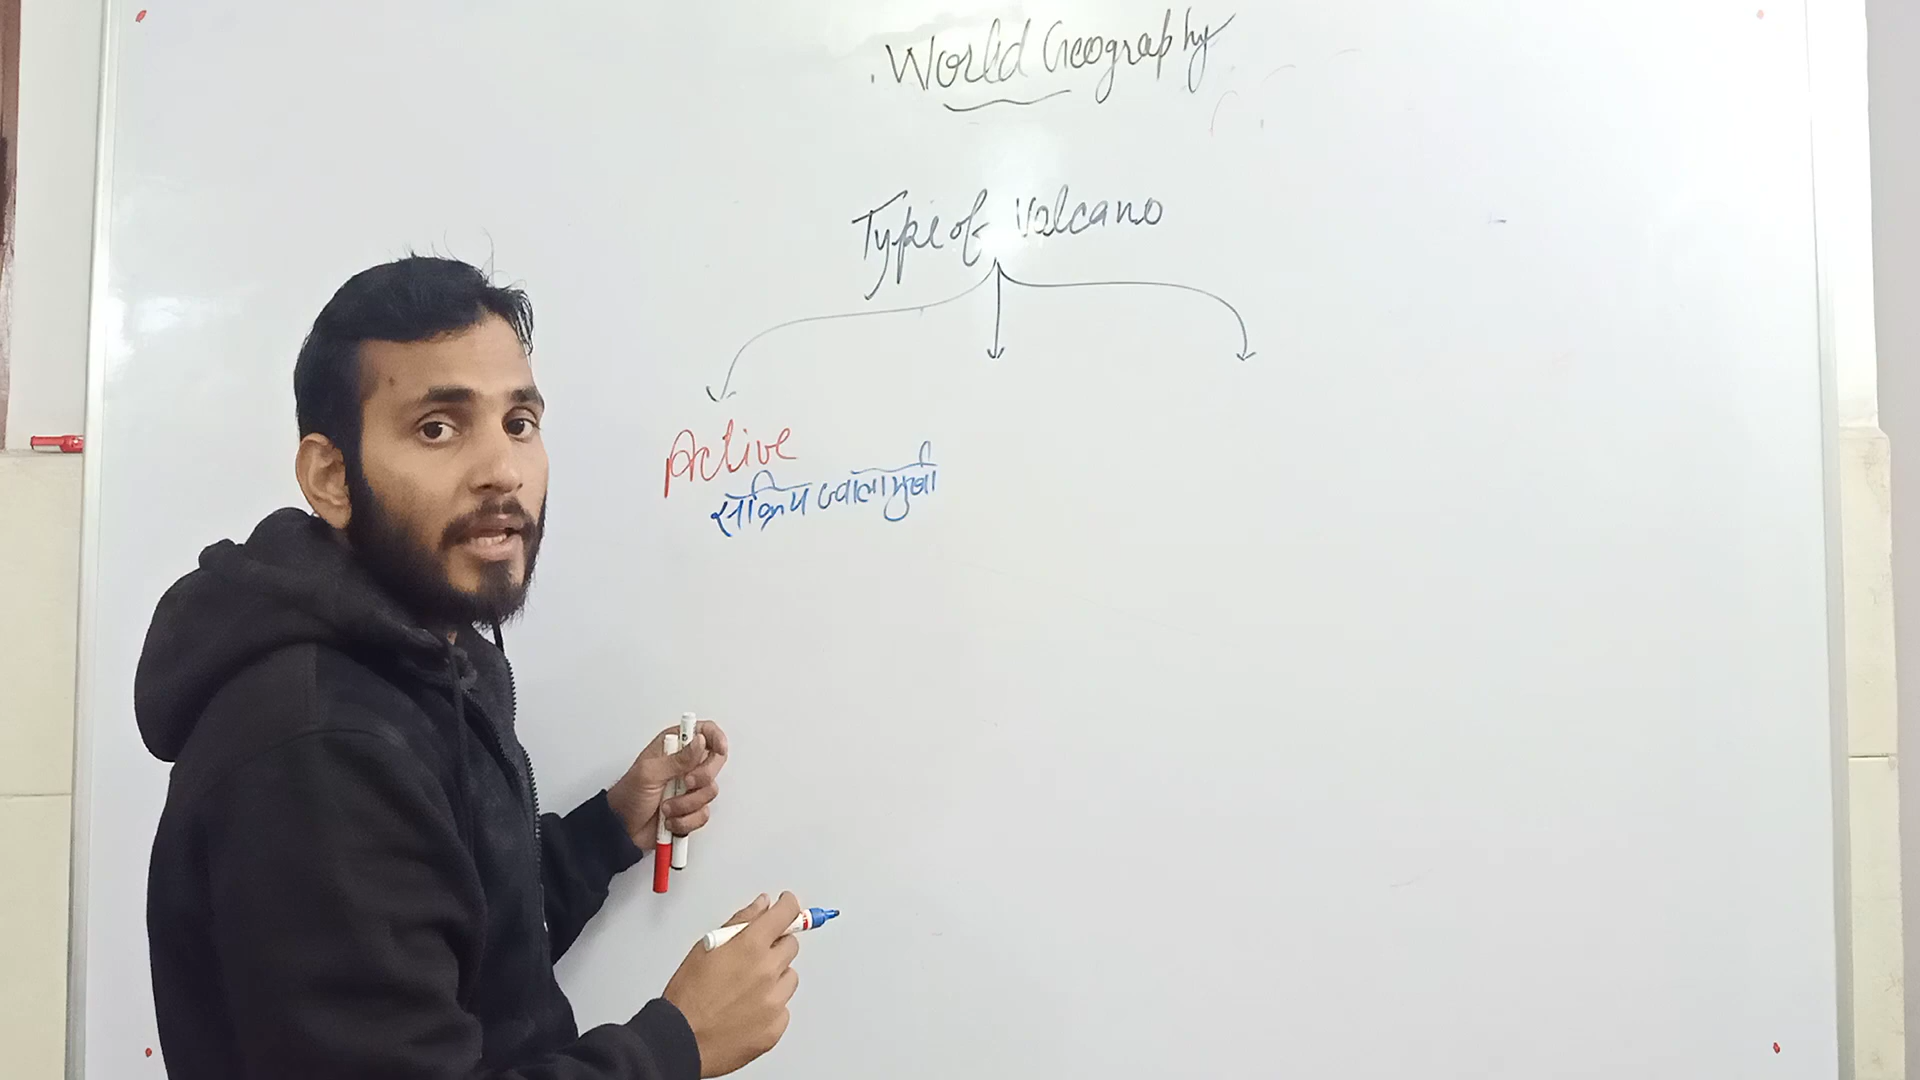 . World Geography
Type of Volcano
Active
सक्रिय ज्वालामुखी